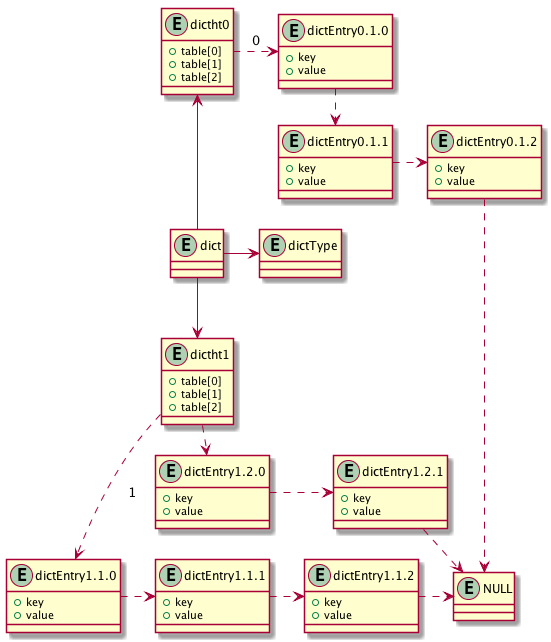 E dictht0
table[0]
table[1]
table[2]
0
E dictEntry0.1.0
key
value
E dictEntry0.1.1
key
value
E dictEntry0.1.2
key
value
E dict
E dictType
E dictht1
table[0]
table[1]
table[2]
E dictEntry1.2.0
key
value
E dictEntry1.2.1
key
value
1
E dictEntry1.1.0
key
value
E dictEntry1.1.1
key
value
E dictEntry1.1.2
key
value
E NULL